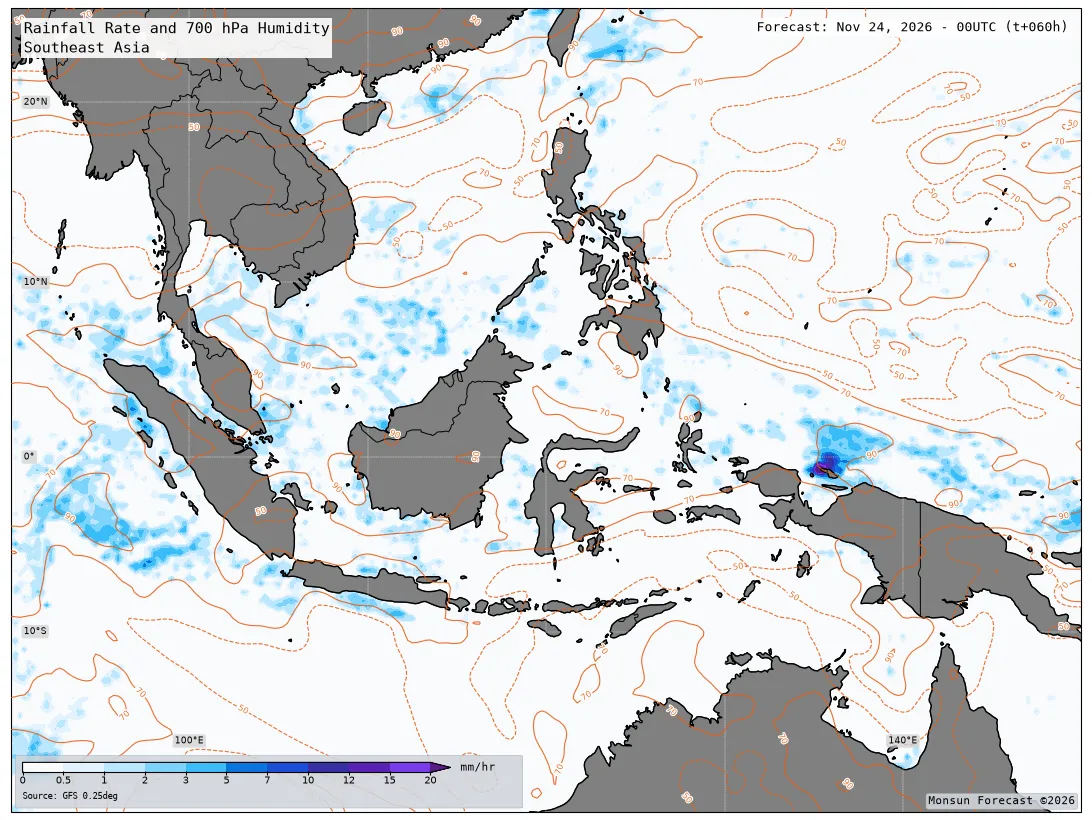 Rainfall Rate and 700 hPa Humidity
Southeast Asia
Forecast: Nov 24, 2026 - 00UTC (t+060h)
20°N
10°N
0°
10°S
100°E
140°E
0 0.5 1 2 3 5 7 10 12 15 20
mm/hr
Source: GFS 0.25deg
Monsun Forecast ©2026